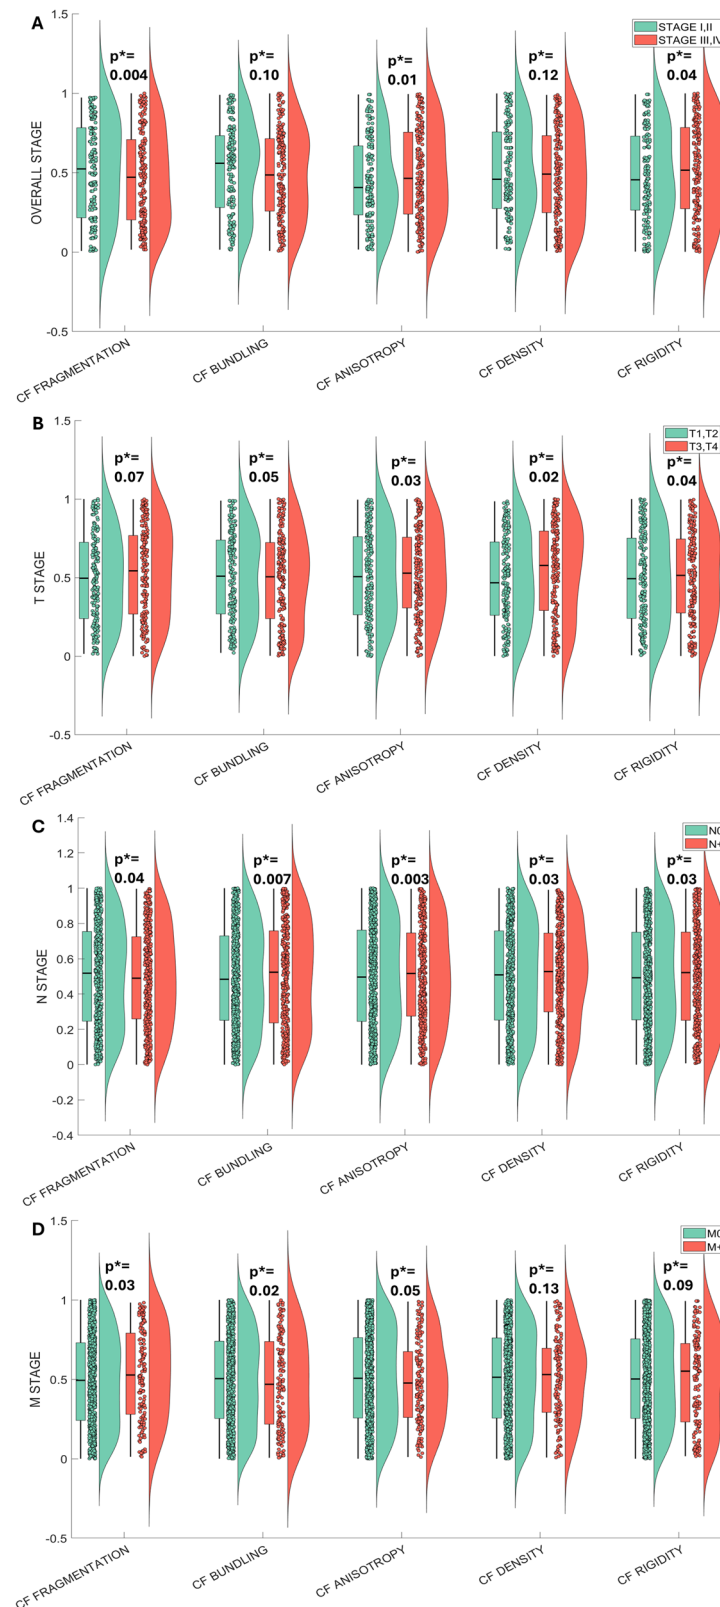 A
1.5
1
0.5
0
-0.5
OVERALL STAGE
STAGE I,II
STAGE III,IV
p*=
0.004
p*=
0.10
p*=
0.01
p*=
0.12
p*=
0.04
CF FRAGMENTATION
CF BUNDLING
CF ANISOTROPY
CF DENSITY
CF RIGIDITY
B
1.5
1
0.5
0
-0.5
T STAGE
T1,T2
T3,T4
p*=
0.07
p*=
0.05
p*=
0.03
p*=
0.02
p*=
0.04
CF FRAGMENTATION
CF BUNDLING
CF ANISOTROPY
CF DENSITY
CF RIGIDITY
C
1.4
1.2
1
0.8
0.6
0.4
0.2
0
-0.2
-0.4
N STAGE
N0
N+
p*=
0.04
p*=
0.007
p*=
0.003
p*=
0.03
p*=
0.03
CF FRAGMENTATION
CF BUNDLING
CF ANISOTROPY
CF DENSITY
CF RIGIDITY
D
1.5
1
0.5
0
-0.5
M STAGE
M0
M+
p*=
0.03
p*=
0.02
p*=
0.05
p*=
0.13
p*=
0.09
CF FRAGMENTATION
CF BUNDLING
CF ANISOTROPY
CF DENSITY
CF RIGIDITY